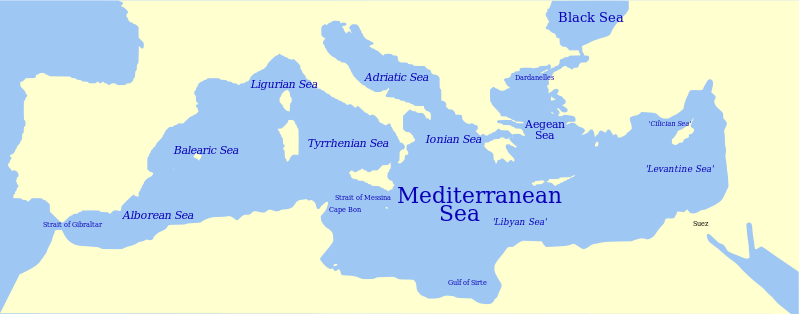 Black Sea
Adriatic Sea
Dardanelles
Ligurian Sea
Aegean
Sea
'Cilician Sea'
Ionian Sea
Tyrrhenian Sea
Balearic Sea
'Levantine Sea'
Strait of Messina
Mediterranean
Sea
Cape Bon
Alborean Sea
'Libyan Sea'
Strait of Gibraltar
Suez
Gulf of Sirte